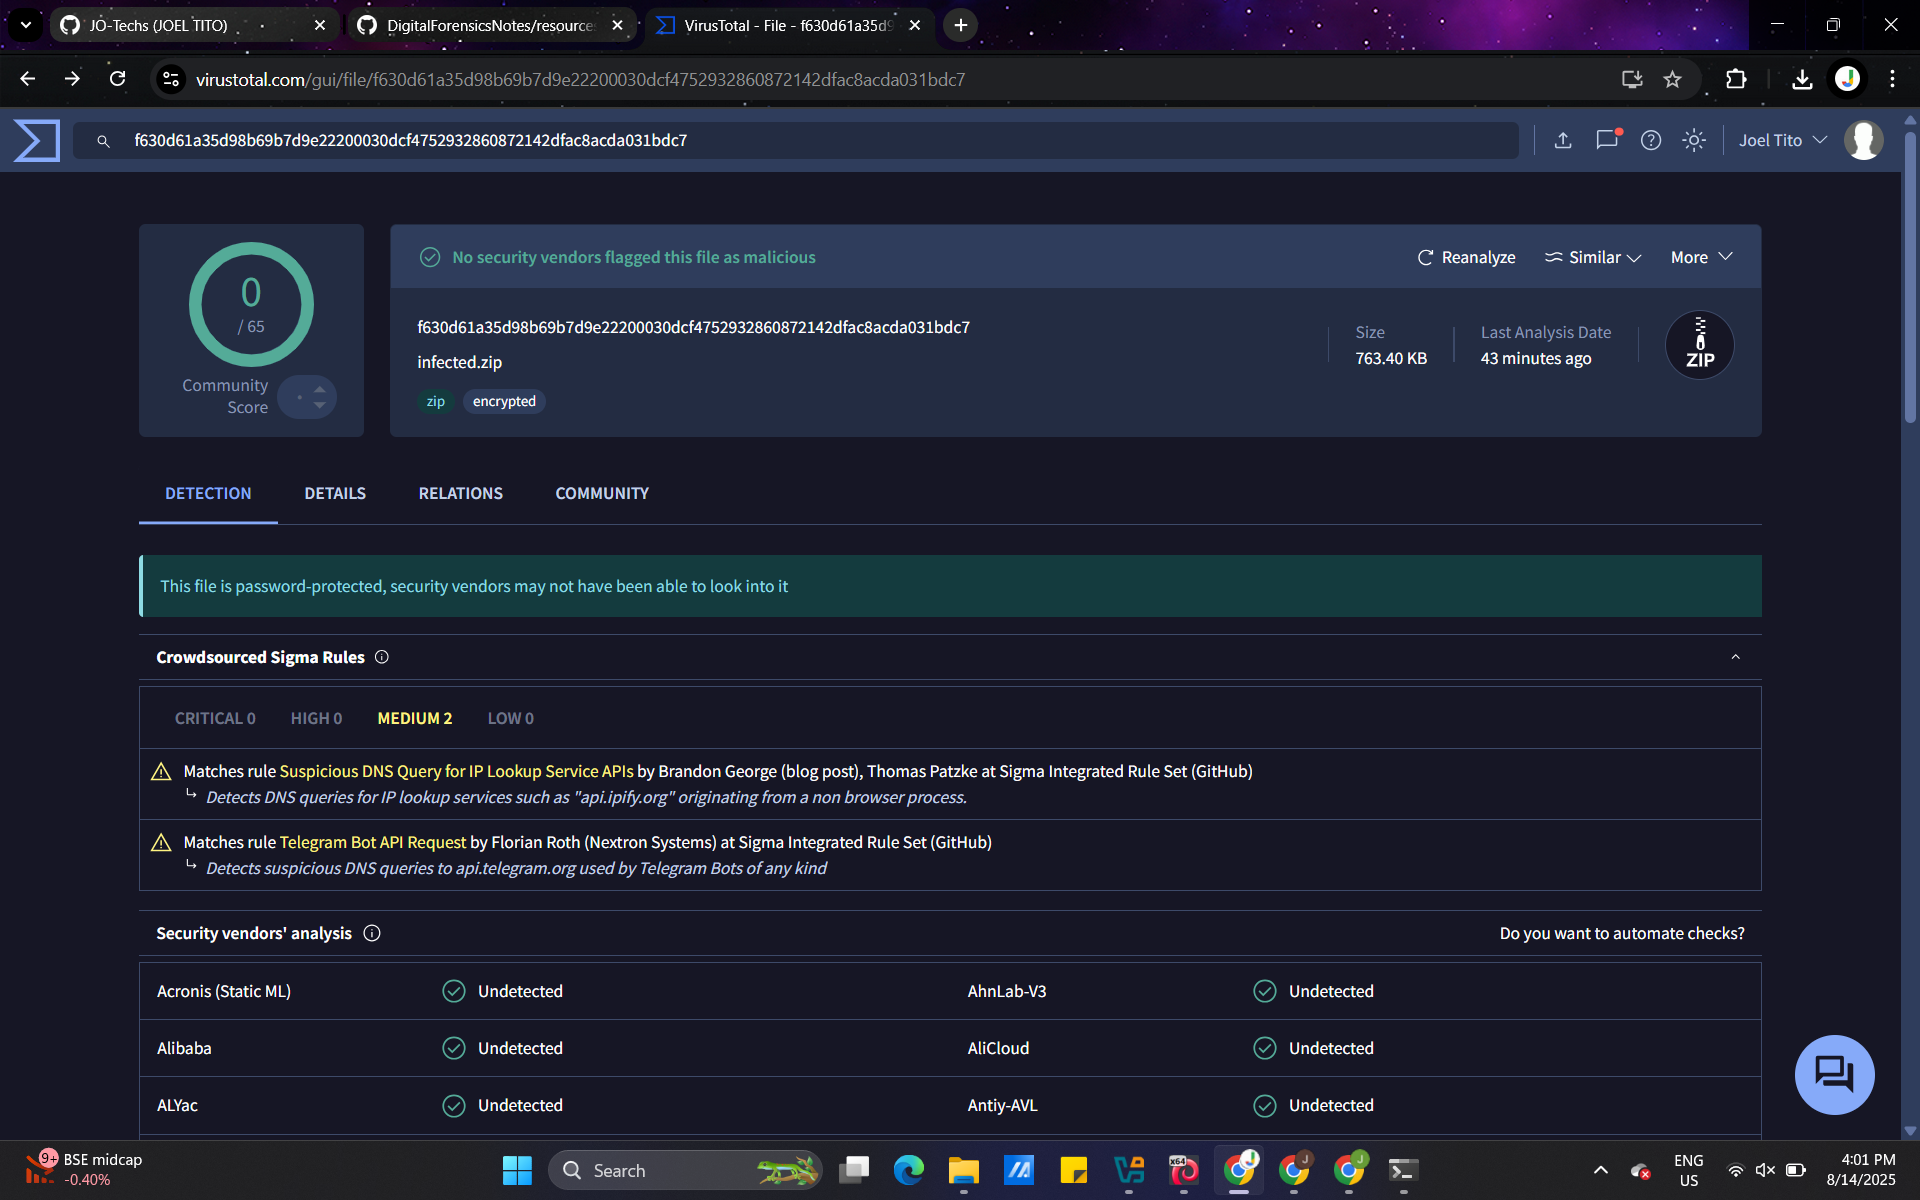 JO-Techs (JOEL TITO)
DigitalForensicsNotes/resource
VirusTotal - File - f630d61a35d9
virustotal.com/gui/file/f630d61a35d98b69b7d9e22200030dcf4752932860872142dfac8acda031bdc7
f630d61a35d98b69b7d9e22200030dcf4752932860872142dfac8acda031bdc7
Joel Tito
0
/ 65
Community
Score
No security vendors flagged this file as malicious
Reanalyze
Similar
More
f630d61a35d98b69b7d9e22200030dcf4752932860872142dfac8acda031bdc7
infected.zip
zip
encrypted
Size
763.40 KB
Last Analysis Date
43 minutes ago
ZIP
DETECTION
DETAILS
RELATIONS
COMMUNITY
This file is password-protected, security vendors may not have been able to look into it
Crowdsourced Sigma Rules
CRITICAL 0
HIGH 0
MEDIUM 2
LOW 0
Matches rule Suspicious DNS Query for IP Lookup Service APIs by Brandon George (blog post), Thomas Patzke at Sigma Integrated Rule Set (GitHub)
Detects DNS queries for IP lookup services such as "api.ipify.org" originating from a non browser process.
Matches rule Telegram Bot API Request by Florian Roth (Nextron Systems) at Sigma Integrated Rule Set (GitHub)
Detects suspicious DNS queries to api.telegram.org used by Telegram Bots of any kind
Security vendors' analysis
Do you want to automate checks?
Acronis (Static ML)
Undetected
AhnLab-V3
Undetected
Alibaba
Undetected
AliCloud
Undetected
ALYac
Undetected
Antiy-AVL
Undetected
9+
BSE midcap
-0.40%
Search
x64
J
J
ENG
US
4:01 PM
8/14/2025